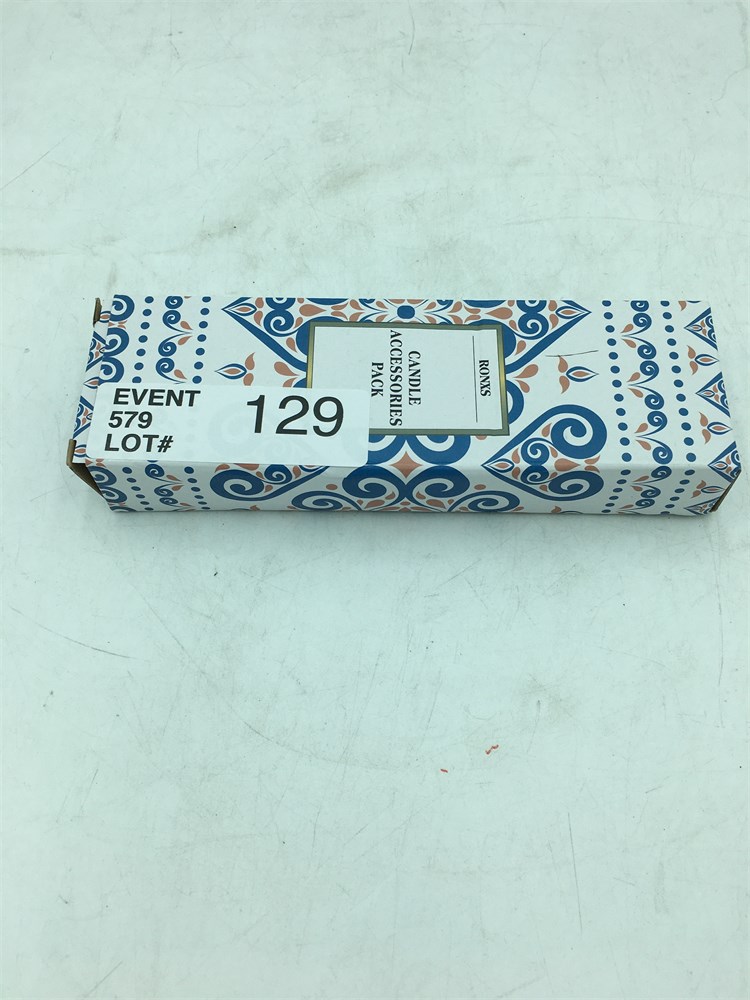 RONXS
CANDLE
ACCESSORIES
PACK
EVENT
579
LOT#
129